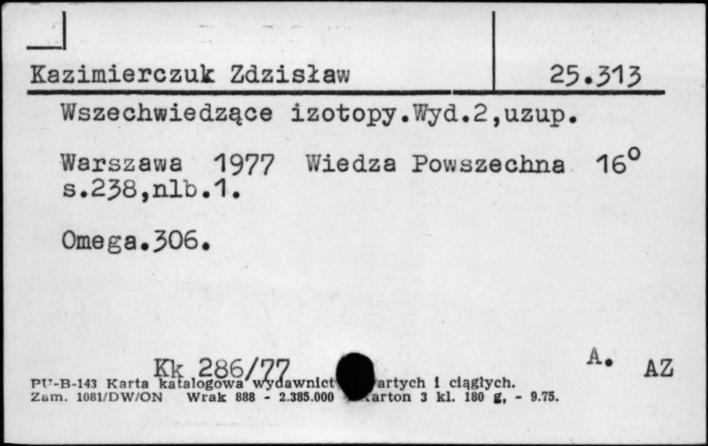 Kazimierczuk Zdzisław 25.313
Wszechwiedzące izotopy.Wyd.2,uzup.
Warszawa 1977 Wiedza Powszechna 16°
s.238,nlb.1.
Omega.306.
Kk 286/77 A. AZ
PU-B-143 Karta katalogowa wydawnict artych i ciągłych.
Zam. 1081/DW/ON Wrak 888 - 2.385.000 arton 3 kl. 180 g, - 9.75.